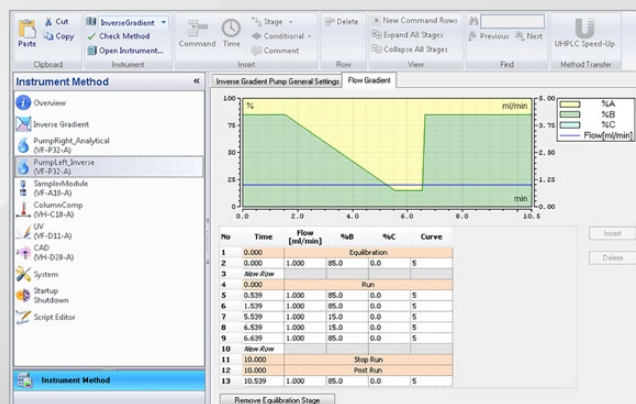 Cut
Copy
Paste
Clipboard
InverseGradient
Check Method
Open Instrument...
Instrument
Command
Time
Stage
Conditional
Comment
Insert
Delete
Row
New Command Rows
Expand All Stages
Collapse All Stages
View
Previous
Next
Find
UHPLC Speed-Up
Method Transfer
Instrument Method «
Overview
Inverse Gradient
PumpRight_Analytical
(VF-P32-A)
PumpLeft_Inverse
(VF-P32-A)
SamplerModule
(VF-A10-A)
ColumnComp
(VH-C10-A)
UV
(VF-D11-A)
CAD
(VH-D20-A)
System
Startup
Shutdown
Script Editor
Instrument Method
Inverse Gradient Pump General Settings Flow Gradient
100 % ml/min 5.00
75 3.75
50 2.50
25 1.25
0 min 0.00
0.0 2.0 4.0 6.0 8.0 10.5
%A
%B
%C
Flow[ml/min]
No Time Flow [ml/min] %B %C Curve
1 0.000 Equilibration
2 0.000 1.000 85.0 0.0 5
3 New Row
4 0.000 Run
5 0.539 1.000 85.0 0.0 5
6 1.539 1.000 85.0 0.0 5
7 5.539 1.000 15.0 0.0 5
8 6.539 1.000 15.0 0.0 5
9 6.639 1.000 85.0 0.0 5
10 New Row
11 10.000 Stop Run
12 10.000 Post Run
13 10.539 1.000 85.0 0.0 5
Insert
Delete
Remove Equilibration Stage